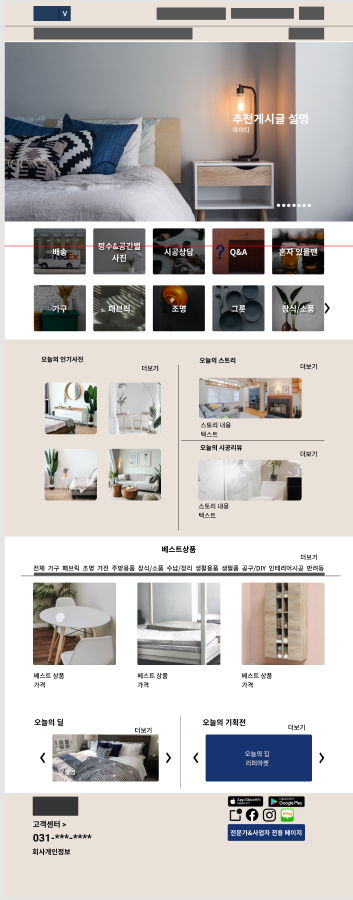 V
추천게시글 설명
아이디
배송
평수&공간별
사진
시공상담
Q&A
혼자 있을땐
가구
패브릭
조명
그릇
장식/소품
오늘의 인기사진
더보기
오늘의 스토리
더보기
스토리 내용
텍스트
오늘의 시공리뷰
더보기
스토리 내용
텍스트
베스트상품
더보기
전체 가구 패브릭 조명 가전 주방용품 장식/소품 수납/정리 생활용품 생필품 공구/DIY 인테리어시공 반려동
베스트 상품
가격
베스트 상품
가격
베스트 상품
가격
오늘의 딜
더보기
오늘의 기획전
더보기
오늘의 집
리퍼마켓
고객센터 >
031-***-****
회사개인정보
App Store
Google Play
blog
전문가&사업자 전용 페이지